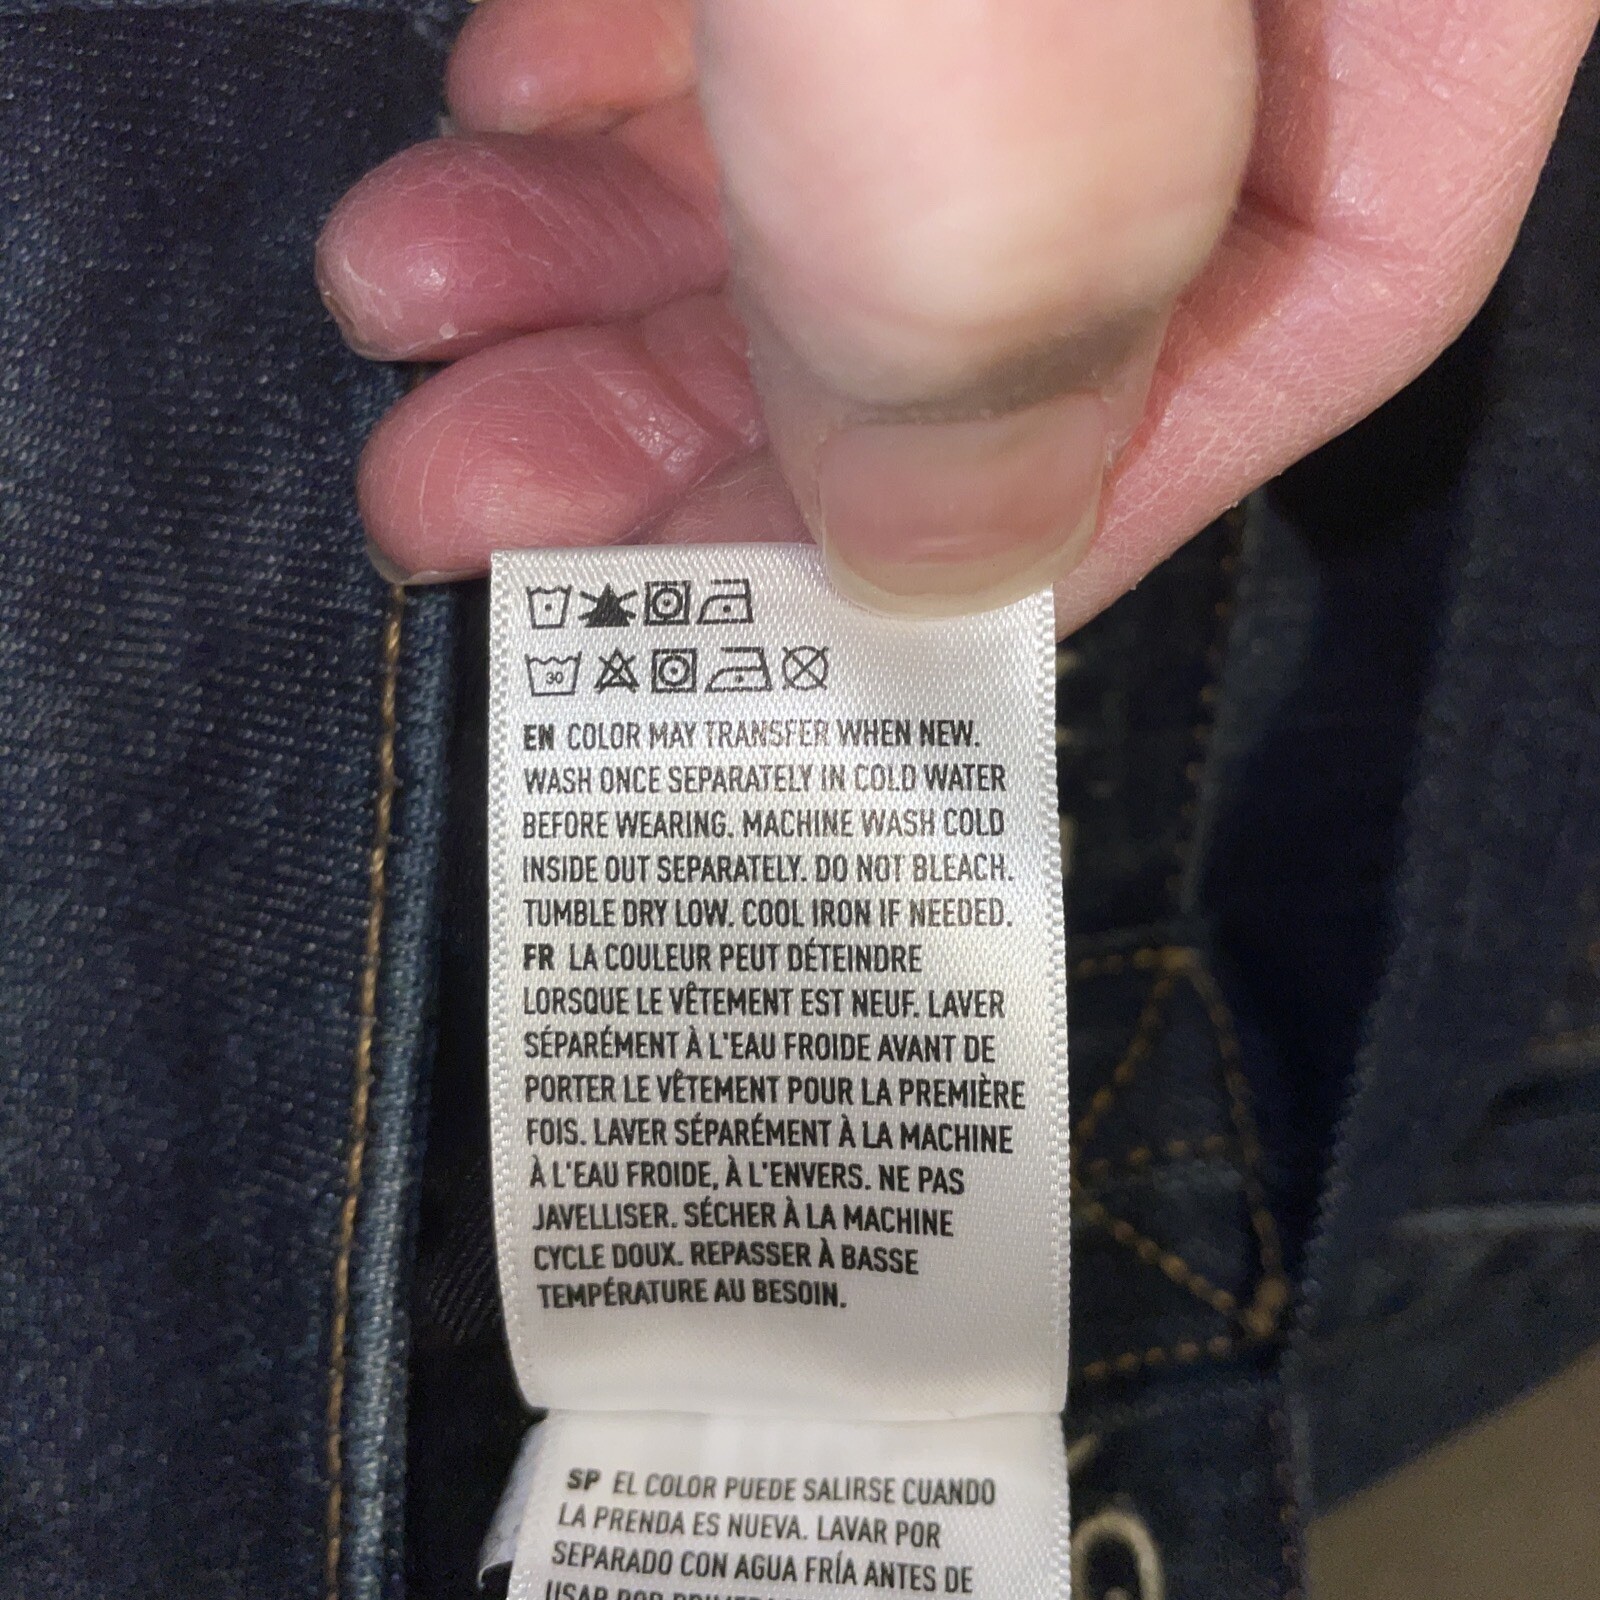 30
EN COLOR MAY TRANSFER WHEN NEW.
WASH ONCE SEPARATELY IN COLD WATER
BEFORE WEARING. MACHINE WASH COLD
INSIDE OUT SEPARATELY. DO NOT BLEACH.
TUMBLE DRY LOW. COOL IRON IF NEEDED.
FR LA COULEUR PEUT DÉTEINDRE
LORSQUE LE VÊTEMENT EST NEUF. LAVER
SÉPARÉMENT À L'EAU FROIDE AVANT DE
PORTER LE VÊTEMENT POUR LA PREMIÈRE
FOIS. LAVER SÉPARÉMENT À LA MACHINE
À L'EAU FROIDE, À L'ENVERS. NE PAS
JAVELLISER. SÉCHER À LA MACHINE
CYCLE DOUX. REPASSER À BASSE
TEMPÉRATURE AU BESOIN.
SP EL COLOR PUEDE SALIRSE CUANDO
LA PRENDA ES NUEVA. LAVAR POR
SEPARADO CON AGUA FRÍA ANTES DE
USAR POR